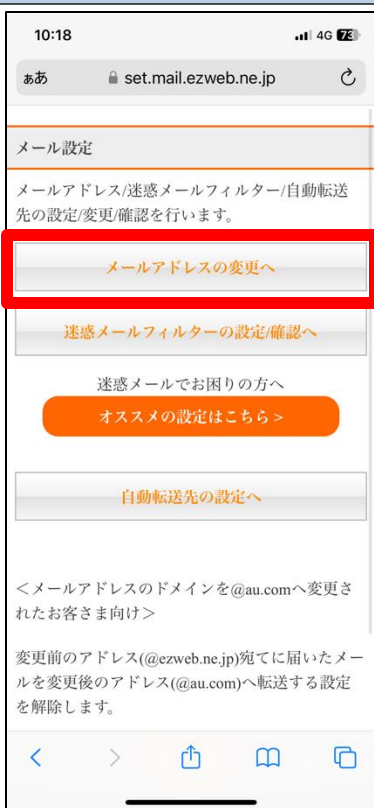 10:18
4G 73
ぁあ set.mail.ezweb.ne.jp
メール設定
メールアドレス/迷惑メールフィルター/自動転送
先の設定/変更/確認を行います。
メールアドレスの変更へ
迷惑メールフィルターの設定/確認へ
迷惑メールでお困りの方へ
オススメの設定はこちら >
自動転送先の設定へ
<メールアドレスのドメインを@au.comへ変更さ
れたお客さま向け>
変更前のアドレス(@ezweb.ne.jp)宛てに届いたメー
ルを変更後のアドレス(@au.com)へ転送する設定
を解除します。